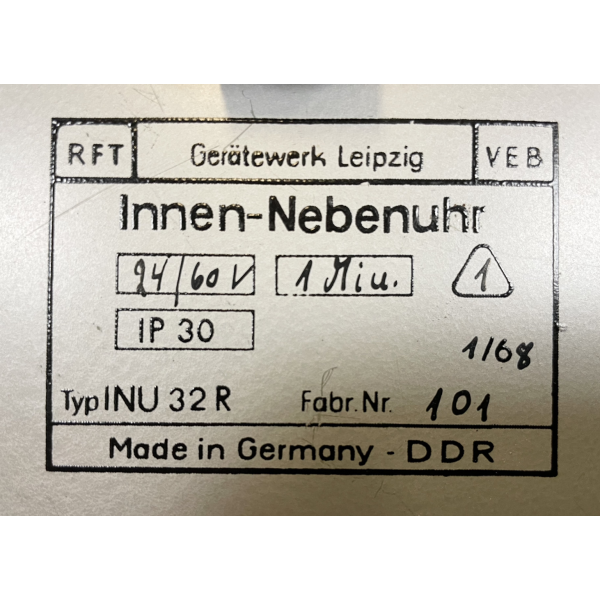 RFT Gerätewerk Leipzig VEB
Innen-Nebenuhr
24/60 V 1 Min. 1
IP 30
1/68
Typ INU 32 R Fabr. Nr. 101
Made in Germany - DDR